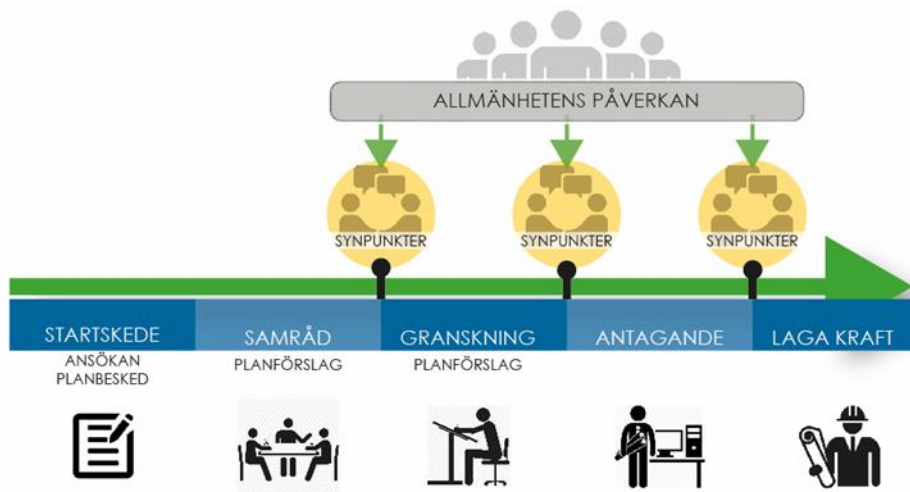 ALLMÄNHETENS PÅVERKAN
SYNPUNKTER
SYNPUNKTER
SYNPUNKTER
STARTSKEDE
ANSÖKAN
PLANBESKED
SAMRÅD
PLANFÖRSLAG
GRANSKNING
PLANFÖRSLAG
ANTAGANDE
LAGA KRAFT